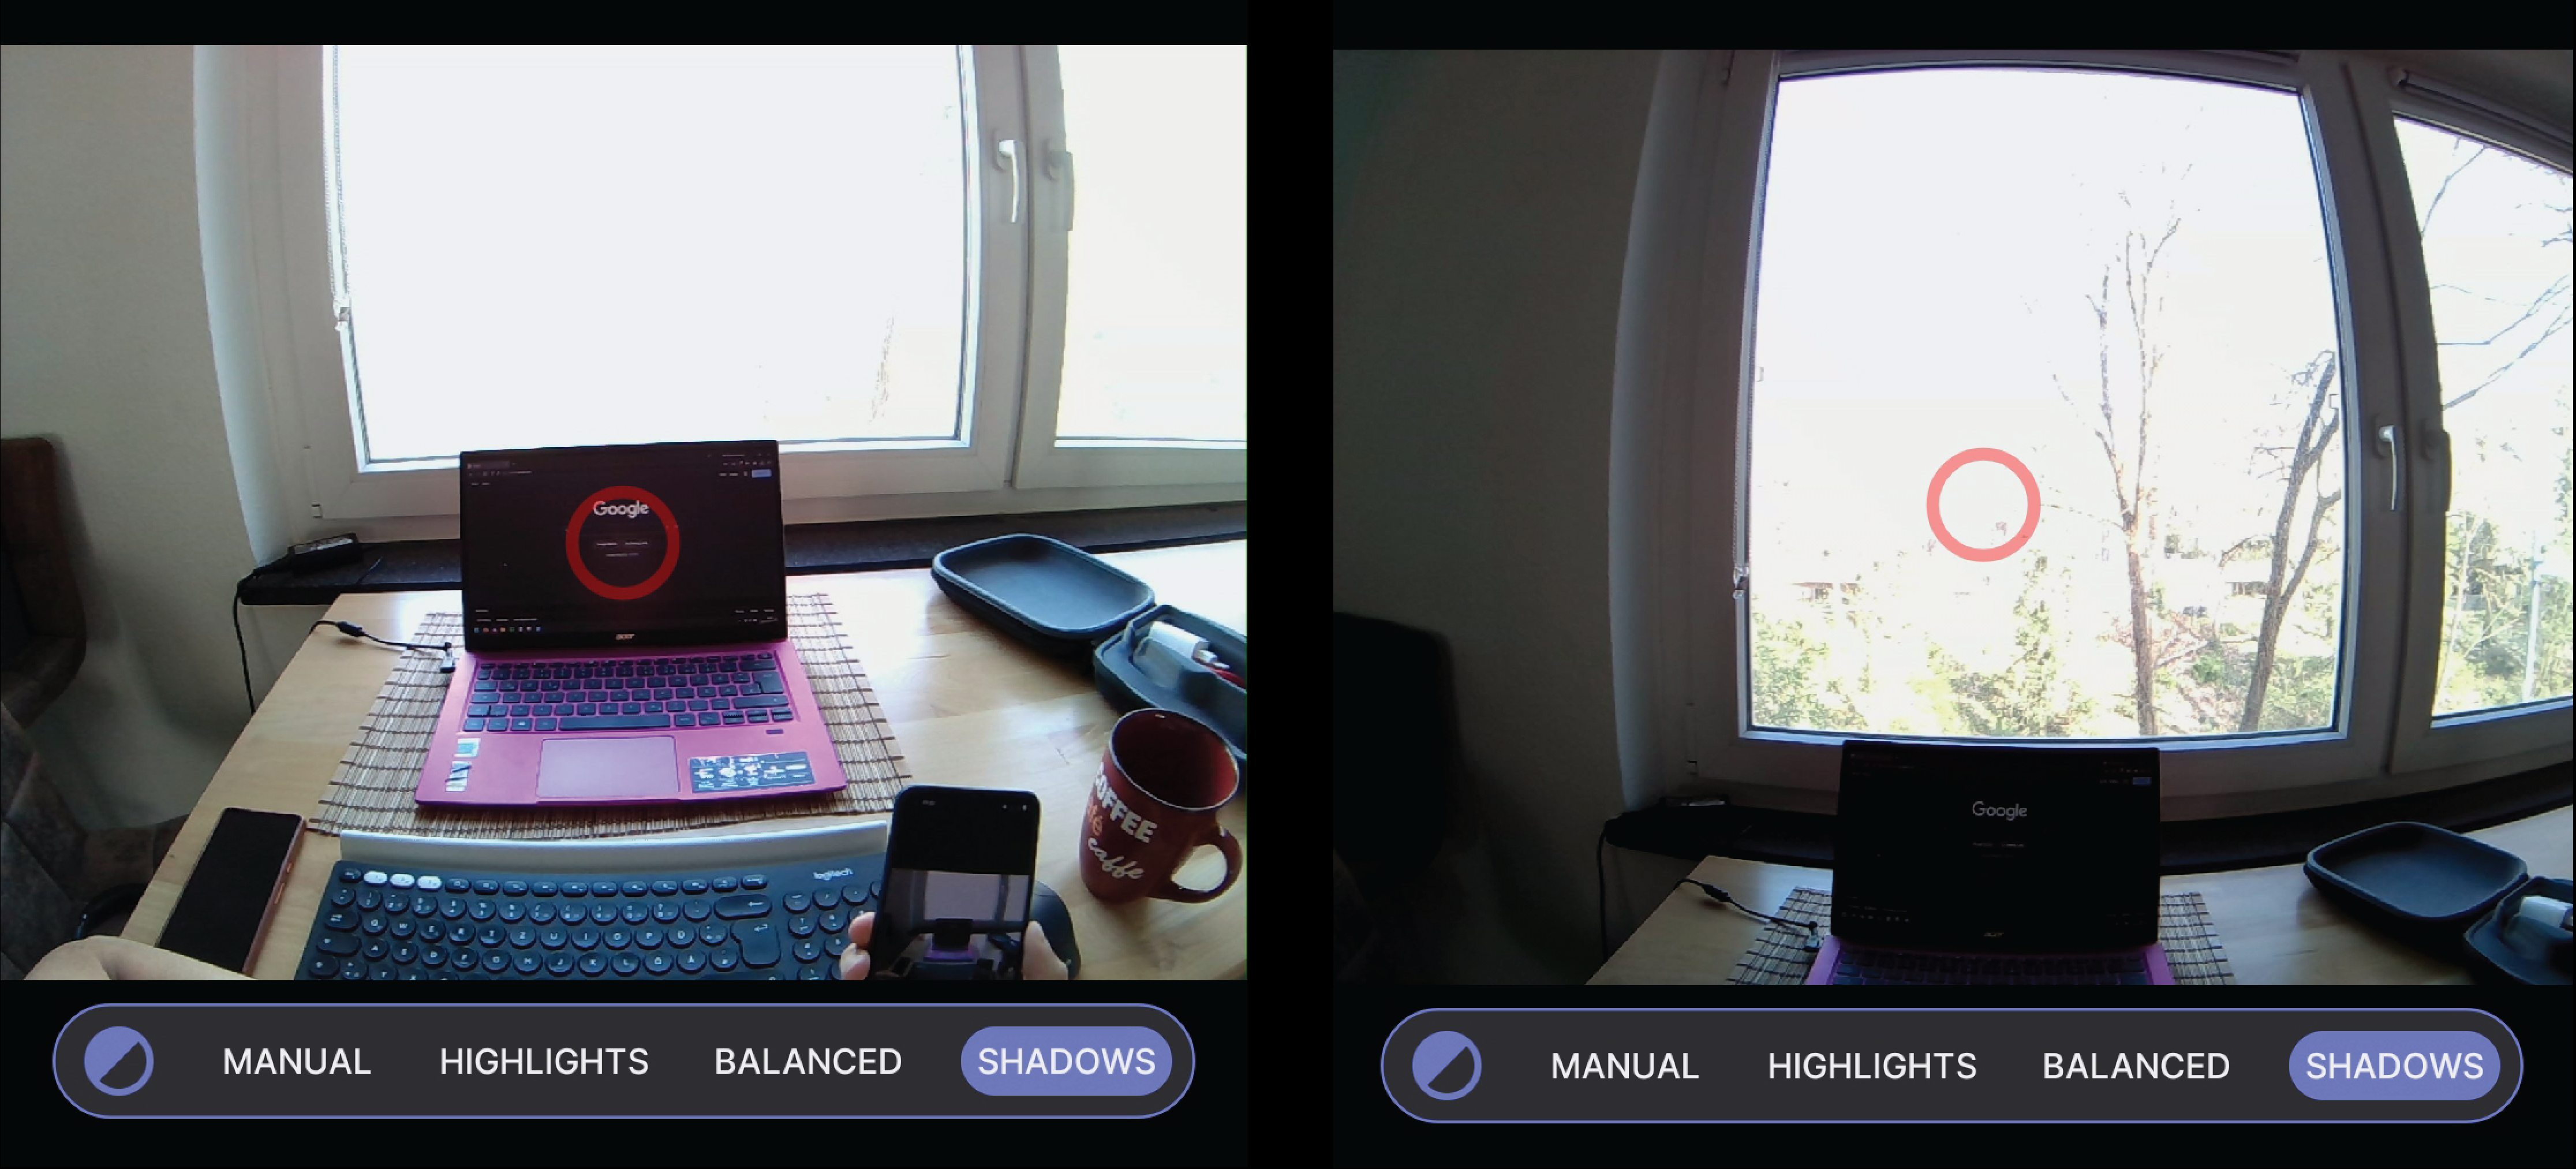 Google
acer
COFFEE
café
caffe
logitech
Q W E R T Z U I O P Ü
A S D F G H J K L Ö Ä
MANUAL HIGHLIGHTS BALANCED SHADOWS
Google
acer
MANUAL HIGHLIGHTS BALANCED SHADOWS